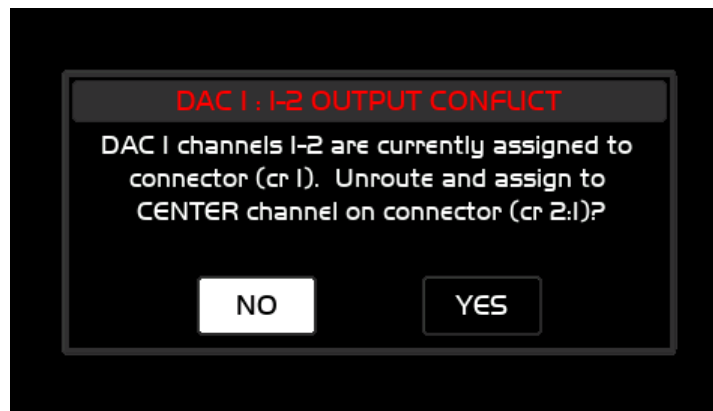 DAC 1 : 1-2 OUTPUT CONFLICT
DAC 1 channels 1-2 are currently assigned to
connector (cr 1). Unroute and assign to
CENTER channel on connector (cr 2:1)?
NO YES